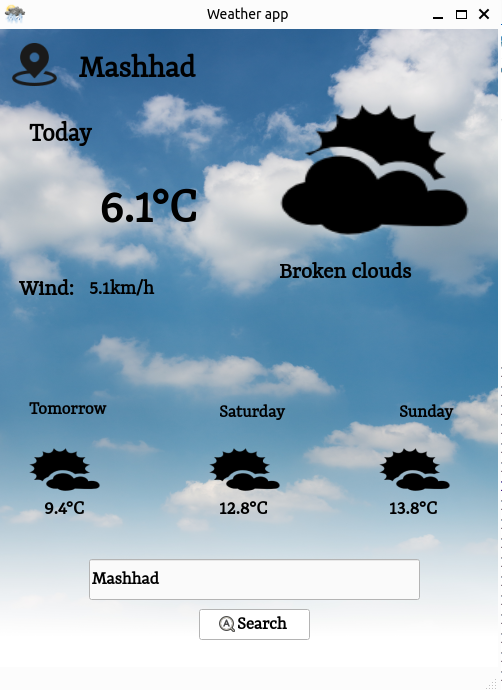 Weather app
Mashhad
Today
6.1°C
Broken clouds
Wind: 5.1km/h
Tomorrow Saturday Sunday
9.4°C 12.8°C 13.8°C
Mashhad
Search